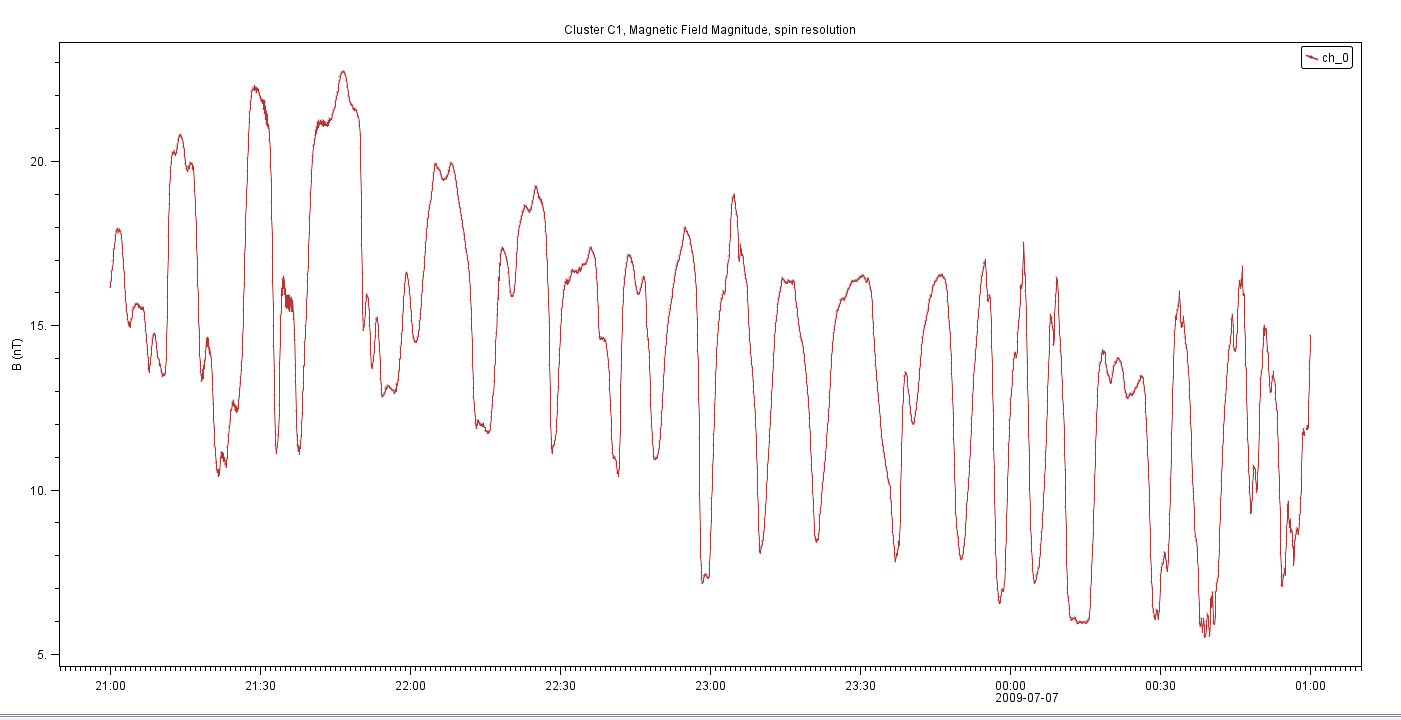 Cluster C1, Magnetic Field Magnitude, spin resolution
ch_0
20.
15.
B (nT)
10.
5.
21:00 21:30 22:00 22:30 23:00 23:30 00:00 00:30 01:00
2009-07-07